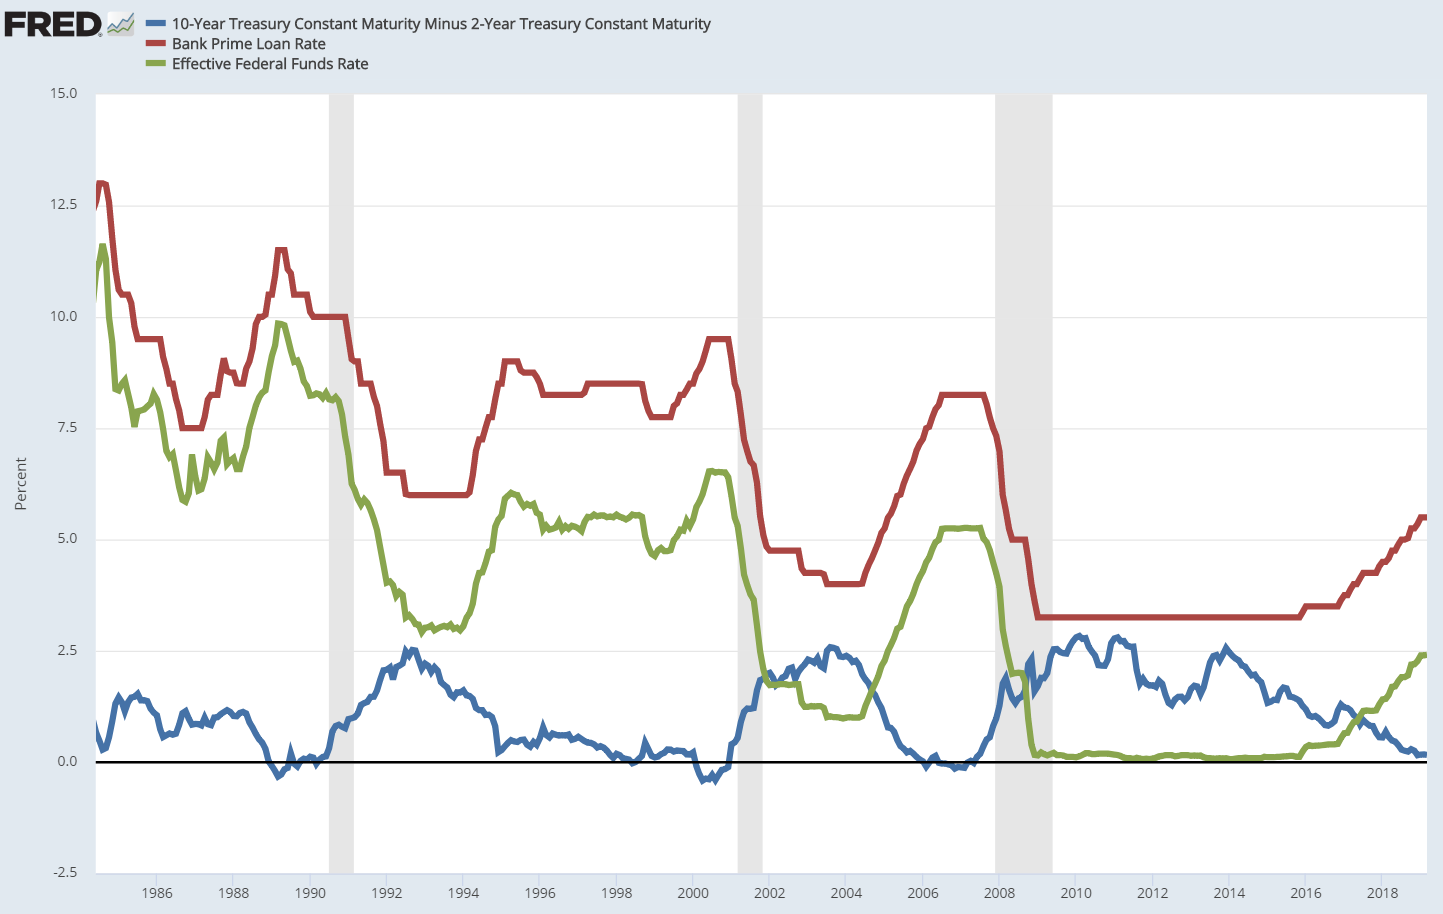 FRED
10-Year Treasury Constant Maturity Minus 2-Year Treasury Constant Maturity
Bank Prime Loan Rate
Effective Federal Funds Rate
15.0
12.5
10.0
7.5
5.0
2.5
0.0
-2.5
Percent
1986 1988 1990 1992 1994 1996 1998 2000 2002 2004 2006 2008 2010 2012 2014 2016 2018